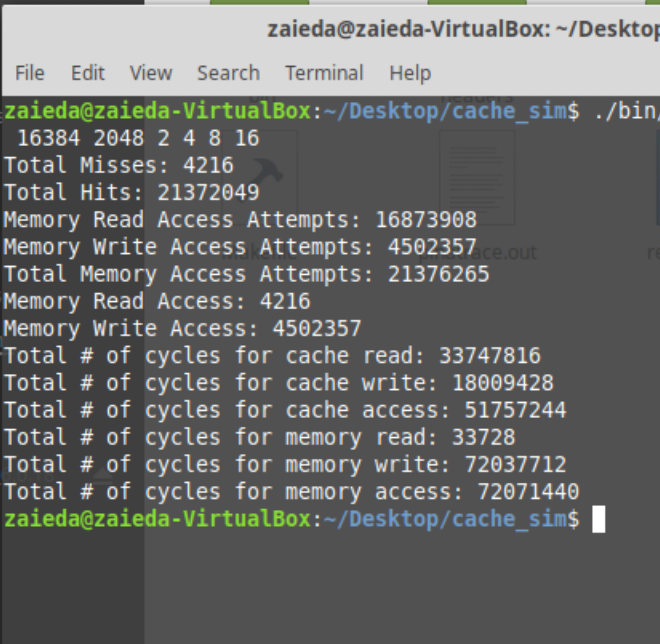 zaieda@zaieda-VirtualBox: ~/Desktop
File Edit View Search Terminal Help
headers
zaieda@zaieda-VirtualBox:~/Desktop/cache_sim$ ./bin/
16384 2048 2 4 8 16
Total Misses: 4216
Total Hits: 21372049
Memory Read Access Attempts: 16873908
Memory Write Access Attempts: 4502357
Makefile pinatrace.out re
Total Memory Access Attempts: 21376265
Memory Read Access: 4216
Memory Write Access: 4502357
Total # of cycles for cache read: 33747816
Total # of cycles for cache write: 18009428
Total # of cycles for cache access: 51757244
Total # of cycles for memory read: 33728
Total # of cycles for memory write: 72037712
Total # of cycles for memory access: 72071440
zaieda@zaieda-VirtualBox:~/Desktop/cache_sim$